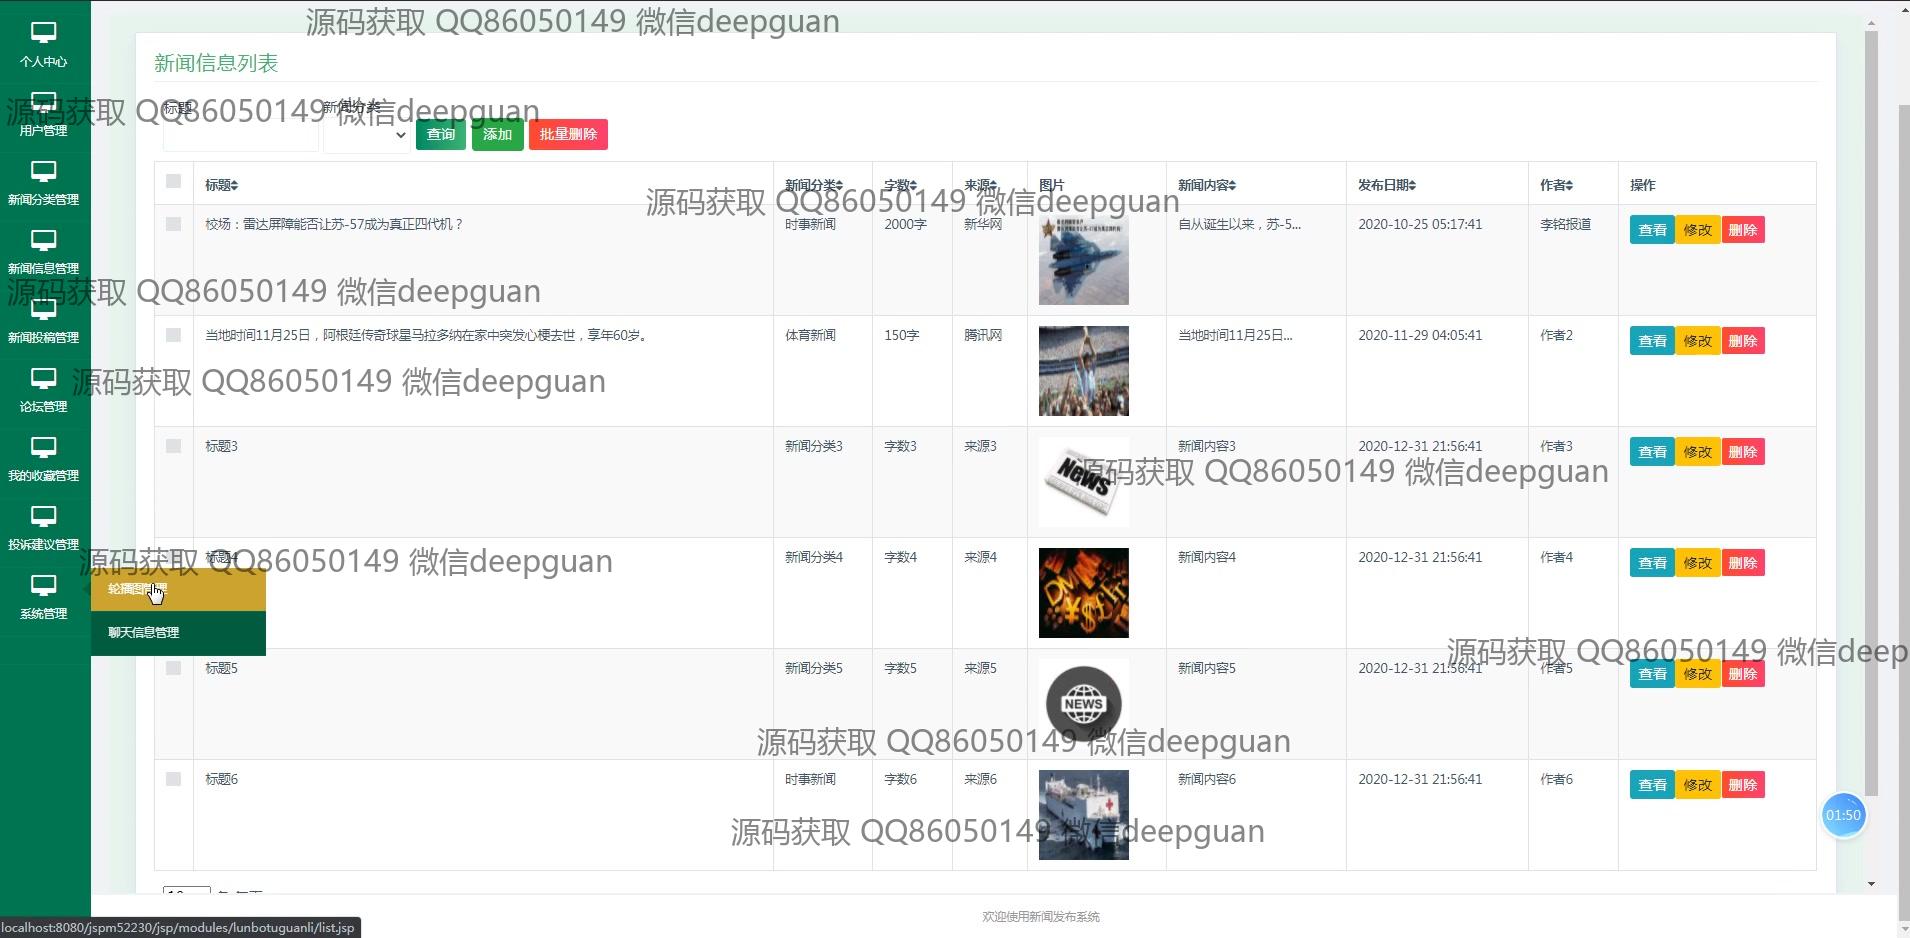 源码获取 QQ86050149 微信deepguan
个人中心
新闻信息列表
标题
新闻分类
源码获取 QQ86050149 微信deepguan
用户管理
查询
添加
批量删除
新闻分类管理
标题
新闻分类
字数
来源
图片
新闻内容
发布日期
作者
操作
源码获取 QQ86050149 微信deepguan
校场：雷达屏障能否让苏-57成为真正四代机？
时事新闻
2000字
新华网
自从诞生以来，苏-5...
2020-10-25 05:17:41
李铭报道
查看
修改
删除
新闻信息管理
源码获取 QQ86050149 微信deepguan
新闻投稿管理
当地时间11月25日，阿根廷传奇球星马拉多纳在家中突发心梗去世，享年60岁。
体育新闻
150字
腾讯网
当地时间11月25日...
2020-11-29 04:05:41
作者2
查看
修改
删除
源码获取 QQ86050149 微信deepguan
论坛管理
标题3
新闻分类3
字数3
来源3
NeWS
新闻内容3
2020-12-31 21:56:41
作者3
查看
修改
删除
源码获取 QQ86050149 微信deepguan
我的收藏管理
投诉建议管理
源码获取 QQ86050149 微信deepguan
标题4
新闻分类4
字数4
来源4
新闻内容4
2020-12-31 21:56:41
作者4
查看
修改
删除
轮播图管理
系统管理
聊天信息管理
源码获取 QQ86050149 微信deep
标题5
新闻分类5
字数5
来源5
NEWS
新闻内容5
2020-12-31 21:56:41
作者5
查看
修改
删除
源码获取 QQ86050149 微信deepguan
标题6
时事新闻
字数6
来源6
新闻内容6
2020-12-31 21:56:41
作者6
查看
修改
删除
01:50
源码获取 QQ86050149 微信deepguan
欢迎使用新闻发布系统
localhost:8080/jspm52230/jsp/modules/lunbotuguanli/list.jsp